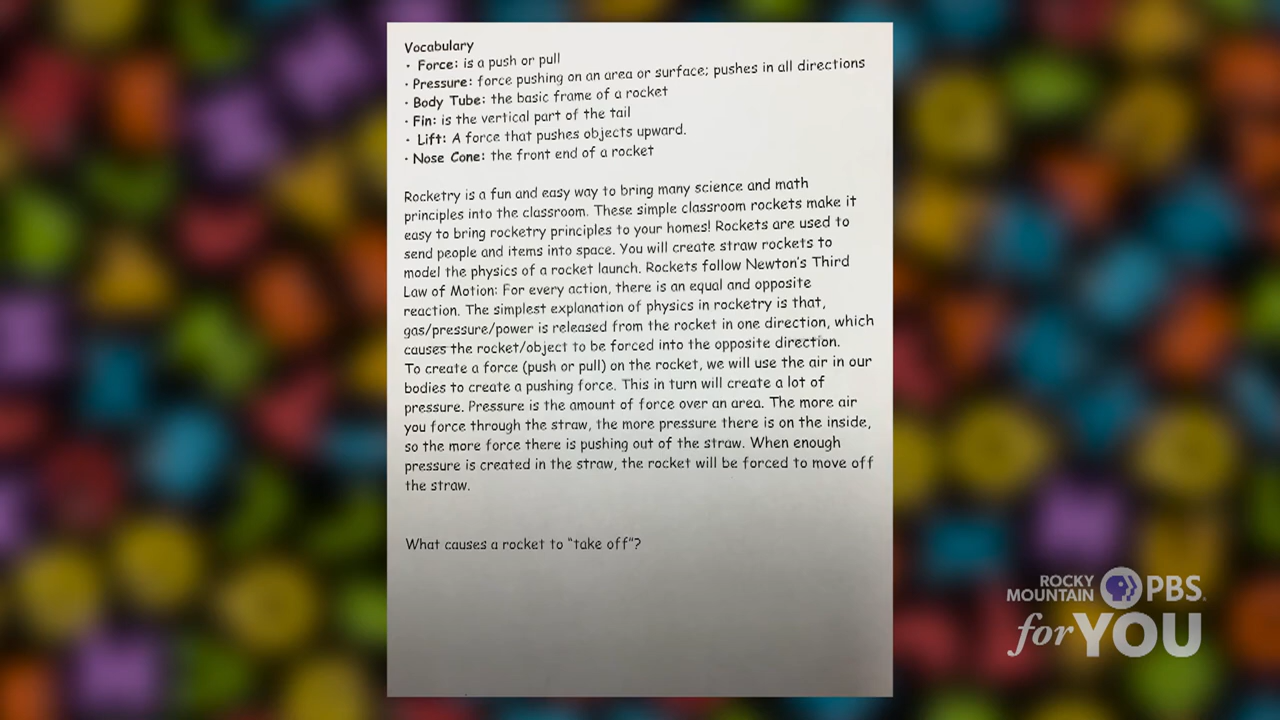 Vocabulary
· Force: is a push or pull
· Pressure: force pushing on an area or surface; pushes in all directions
· Body Tube: the basic frame of a rocket
· Fin: is the vertical part of the tail
· Lift: A force that pushes objects upward.
· Nose Cone: the front end of a rocket
Rocketry is a fun and easy way to bring many science and math
principles into the classroom. These simple classroom rockets make it
easy to bring rocketry principles to your homes! Rockets are used to
send people and items into space. You will create straw rockets to
model the physics of a rocket launch. Rockets follow Newton's Third
Law of Motion: For every action, there is an equal and opposite
reaction. The simplest explanation of physics in rocketry is that,
gas/pressure/power is released from the rocket in one direction, which
causes the rocket/object to be forced into the opposite direction.
To create a force (push or pull) on the rocket, we will use the air in our
bodies to create a pushing force. This in turn will create a lot of
pressure. Pressure is the amount of force over an area. The more air
you force through the straw, the more pressure there is on the inside,
so the more force there is pushing out of the straw. When enough
pressure is created in the straw, the rocket will be forced to move off
the straw.
What causes a rocket to “take off”?
ROCKY
MOUNTAIN PBS
for YOU